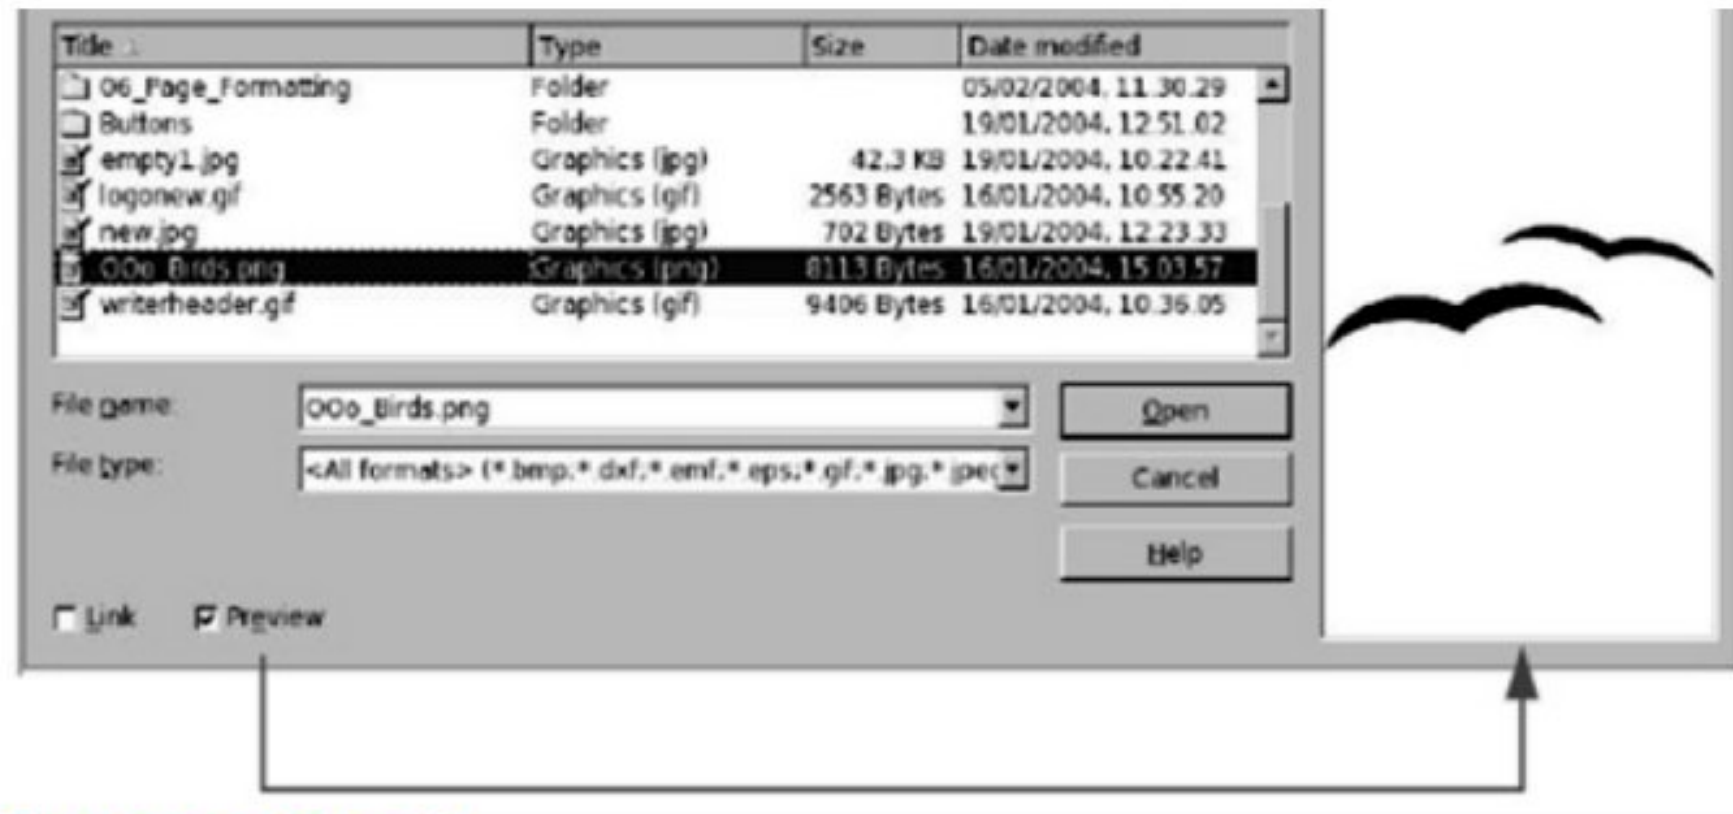 Title Type Size Date modified
06_Page_Formatting Folder 05/02/2004, 11.30.29
Buttons Folder 19/01/2004, 12.51.02
empty1.jpg Graphics (jpg) 42.3 KB 19/01/2004, 10.22.41
logonew.gif Graphics (gif) 2563 Bytes 16/01/2004, 10.55.20
new.jpg Graphics (jpg) 702 Bytes 19/01/2004, 12.23.33
OOo_Birds.png Graphics (png) 8113 Bytes 16/01/2004, 15.03.57
writerheader.gif Graphics (gif) 9406 Bytes 16/01/2004, 10.36.05
File name: OOo_Birds.png Open
File type: <All formats> (*.bmp;*.dxf;*.emf;*.eps;*.gif;*.jpg;*.jpec Cancel
Help
Link Preview